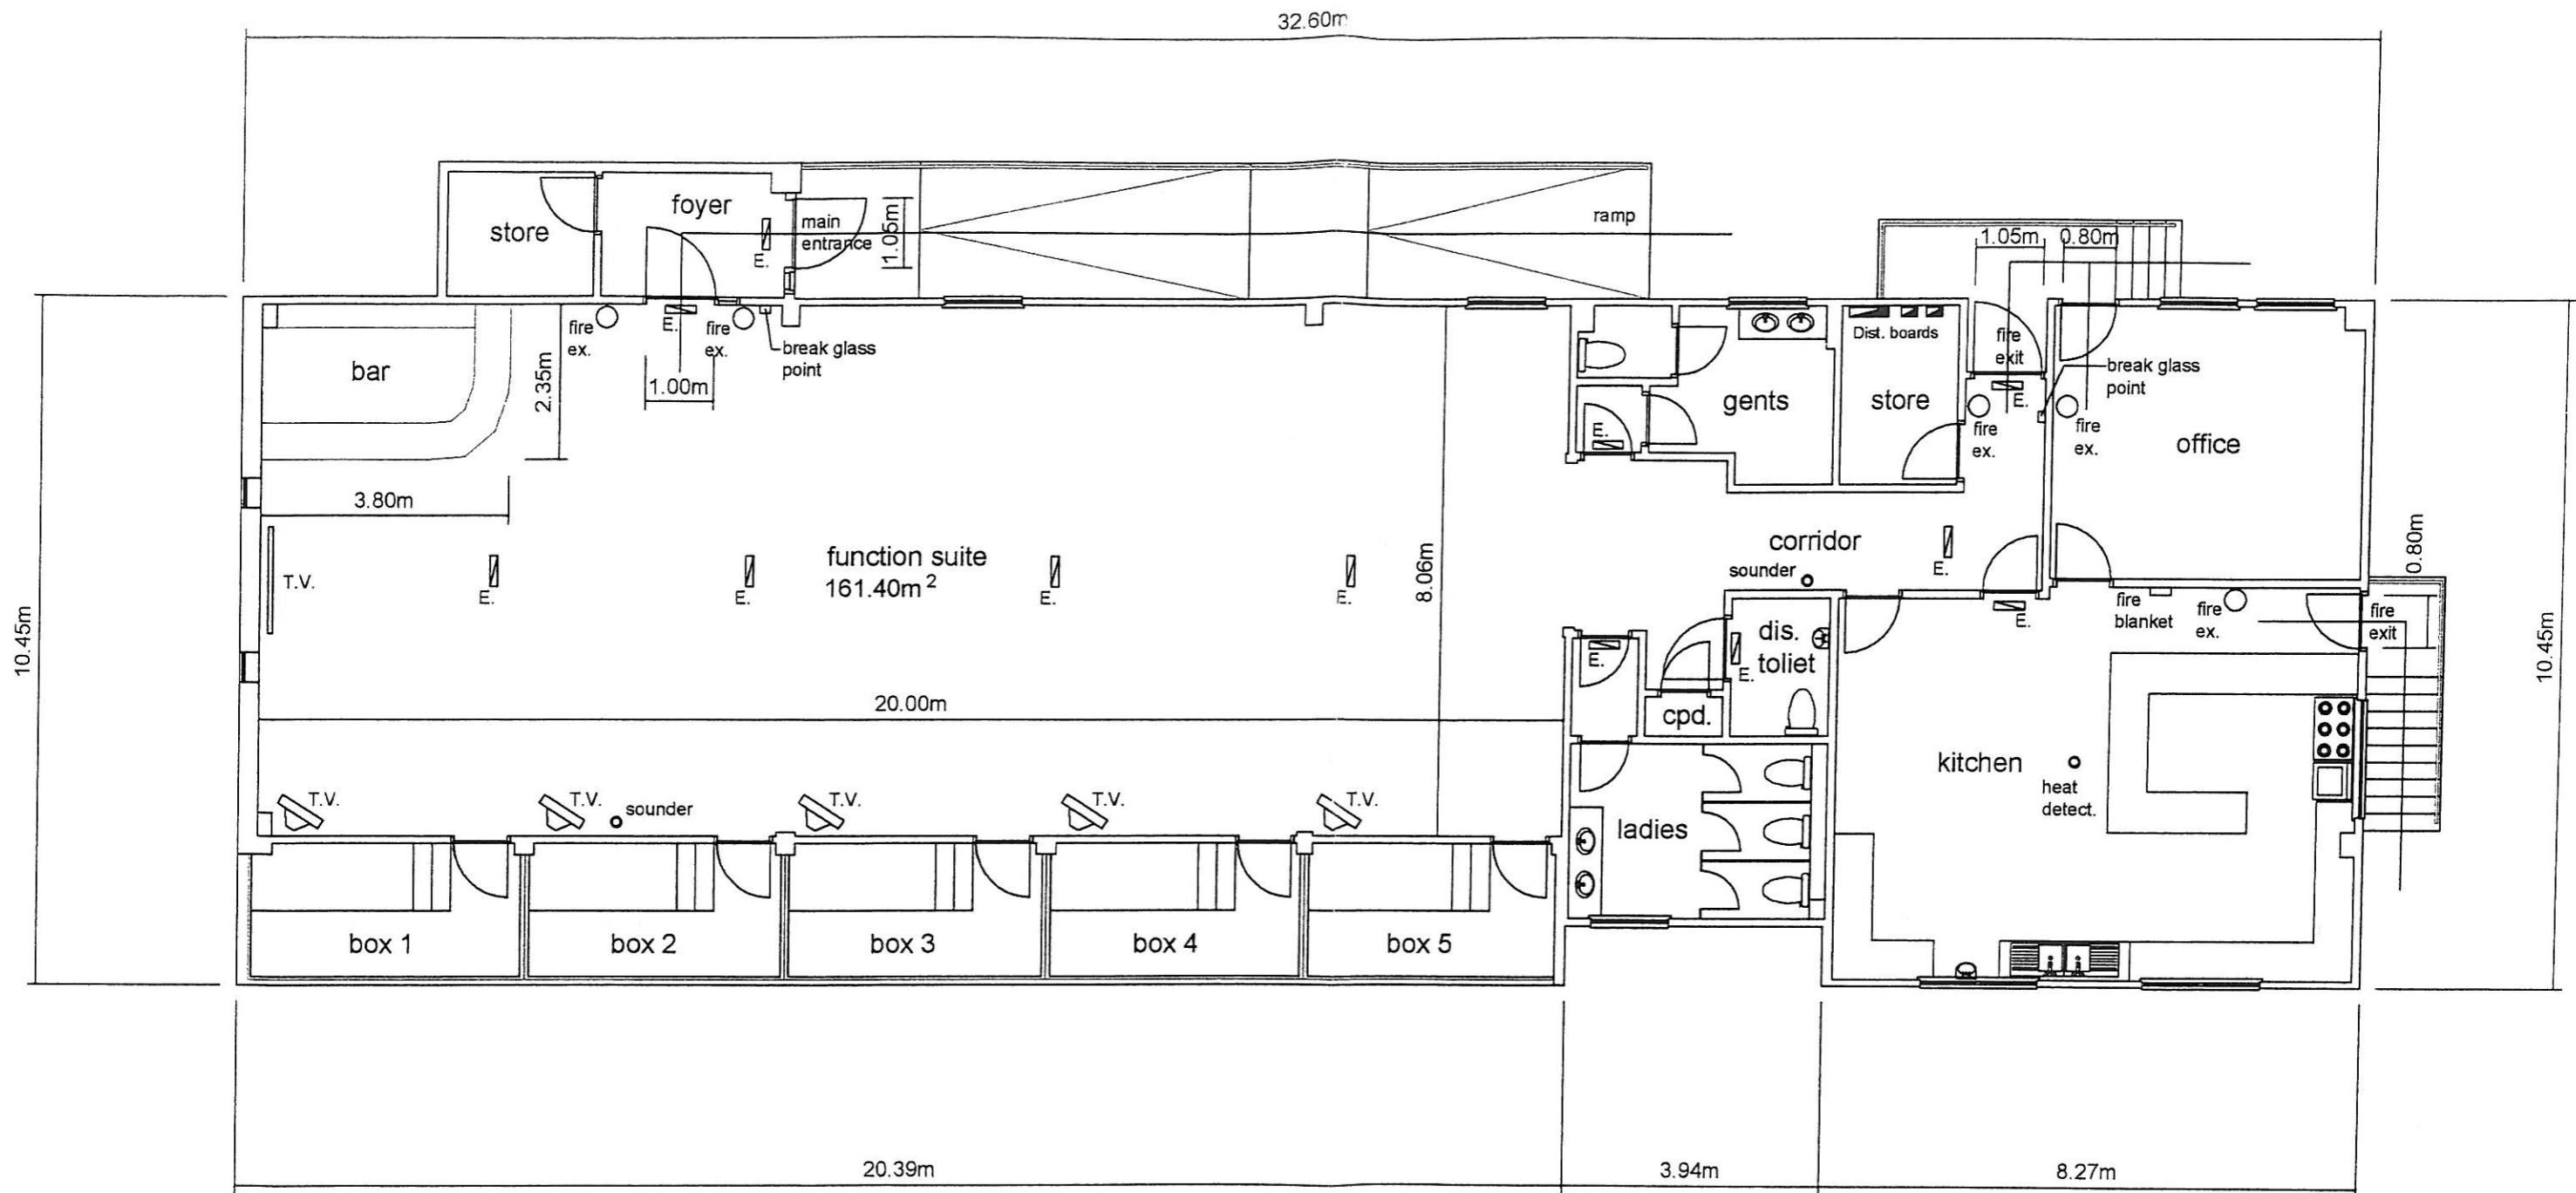 32.60m
store
foyer
main
entrance
1.05m
E.
ramp
1.05m
0.80m
bar
2.35m
fire
ex.
E.
fire
ex.
break glass
point
1.00m
3.80m
E.
gents
Dist. boards
store
fire
exit
E.
break glass
point
fire
ex.
fire
ex.
office
T.V.
E.
E.
function suite
161.40m²
E.
E.
8.06m
corridor
sounder
E.
10.45m
0.80m
10.45m
E.
E.
dis.
toliet
cpd.
E.
fire
blanket
fire
ex.
fire
exit
20.00m
kitchen
heat
detect.
T.V.
T.V.
sounder
T.V.
T.V.
T.V.
ladies
box 1
box 2
box 3
box 4
box 5
20.39m
3.94m
8.27m